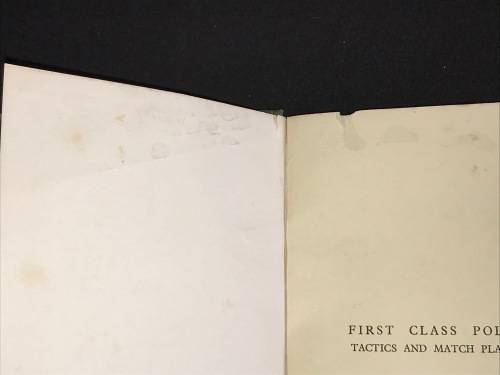 FIRST CLASS POL
TACTICS AND MATCH PLA